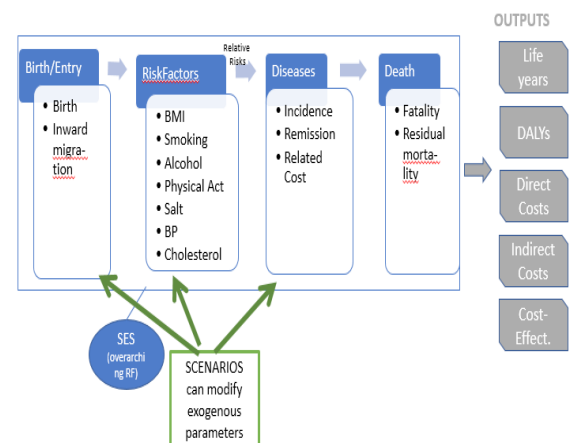 OUTPUTS
Birth/Entry
• Birth
• Inward
migra-
tion
RiskFactors
• BMI
• Smoking
• Alcohol
• Physical Act
• Salt
• BP
• Cholesterol
Relative
Risks
Diseases
• Incidence
• Remission
• Related
Cost
Death
• Fatality
• Residual
morta-
lity
Life
years
DALYs
Direct
Costs
Indirect
Costs
Cost-
Effect.
SES
(overarchi
ng RF)
SCENARIOS
can modify
exogenous
parameters